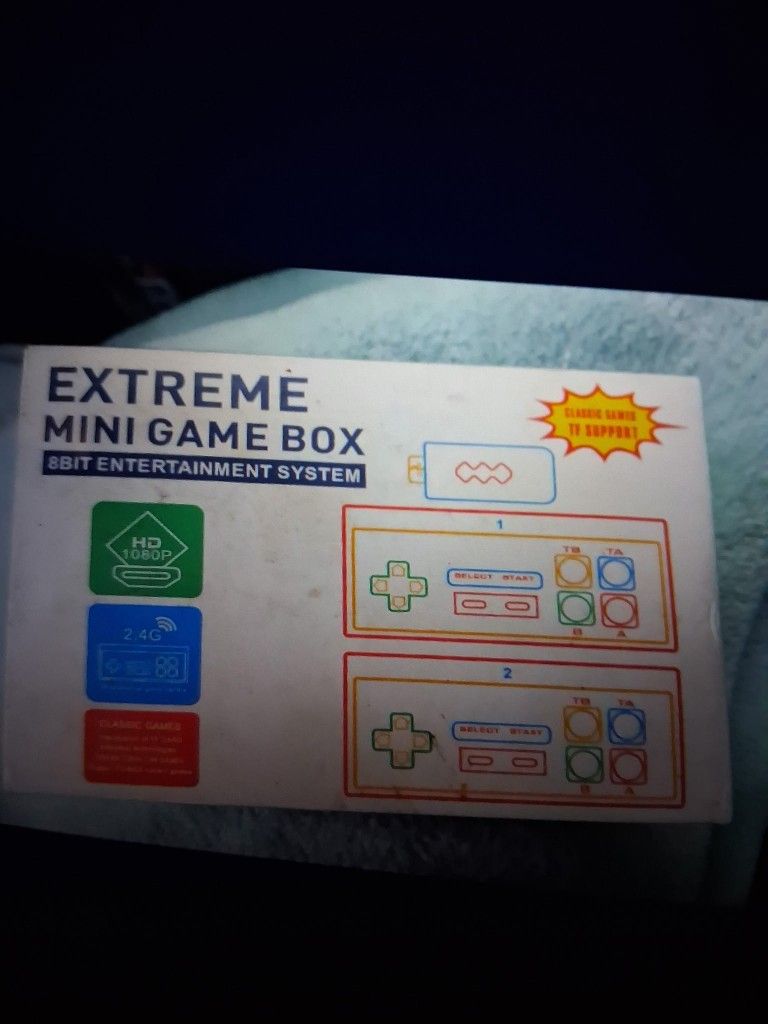 EXTREME
MINI GAME BOX
8BIT ENTERTAINMENT SYSTEM
CLASSIC GAMES
TF SUPPORT
HD
1080P
2.4G
CLASSIC GAMES
1
TB TA
SELECT START
B A
2
TB TA
SELECT START
B A